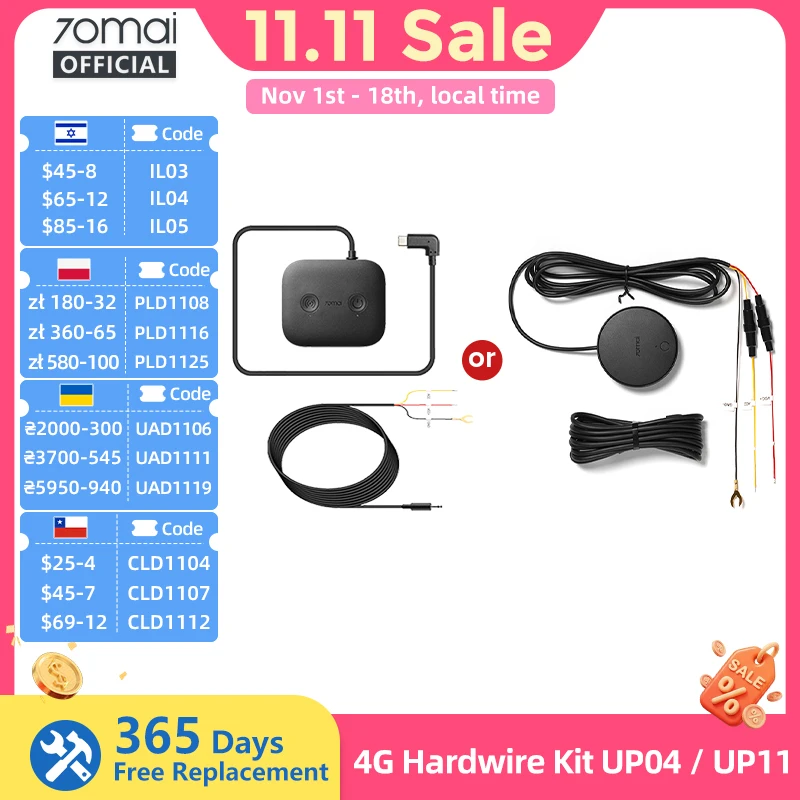 70mai
OFFICIAL
11.11 Sale
Nov 1st - 18th, local time
Code
$45-8 IL03
$65-12 IL04
$85-16 IL05
Code
zł 180-32 PLD1108
zł 360-65 PLD1116
zł 580-100 PLD1125
Code
₴2000-300 UAD1106
₴3700-545 UAD1111
₴5950-940 UAD1119
Code
$25-4 CLD1104
$45-7 CLD1107
$69-12 CLD1112
70mai
or
70mai
SALE
%
365 Days
Free Replacement
4G Hardwire Kit UP04 / UP11